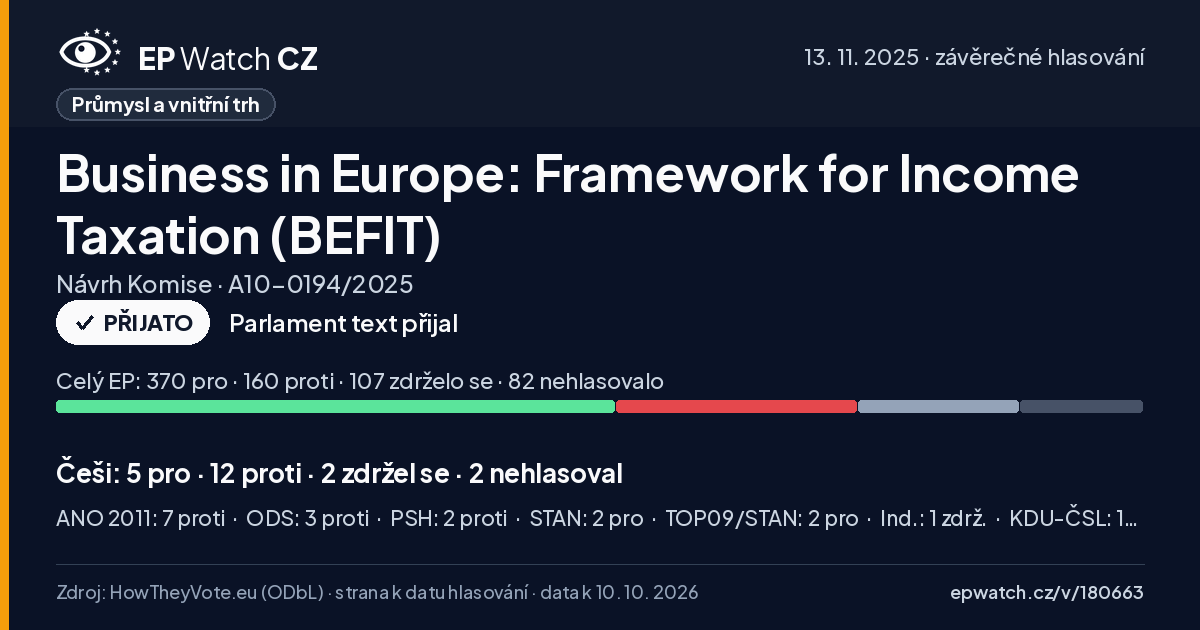 EP Watch CZ
13. 11. 2025 · závěrečné hlasování
Průmysl a vnitřní trh
Business in Europe: Framework for Income
Taxation (BEFIT)
Návrh Komise · A10–0194/2025
✓ PŘIJATO Parlament text přijal
Celý EP: 370 pro · 160 proti · 107 zdrželo se · 82 nehlasovalo
Češi: 5 pro · 12 proti · 2 zdržel se · 2 nehlasoval
ANO 2011: 7 proti · ODS: 3 proti · PSH: 2 proti · STAN: 2 pro · TOP09/STAN: 2 pro · Ind.: 1 zdrž. · KDU-ČSL: 1…
Zdroj: HowTheyVote.eu (ODbL) · strana k datu hlasování · data k 10. 10. 2026
epwatch.cz/v/180663